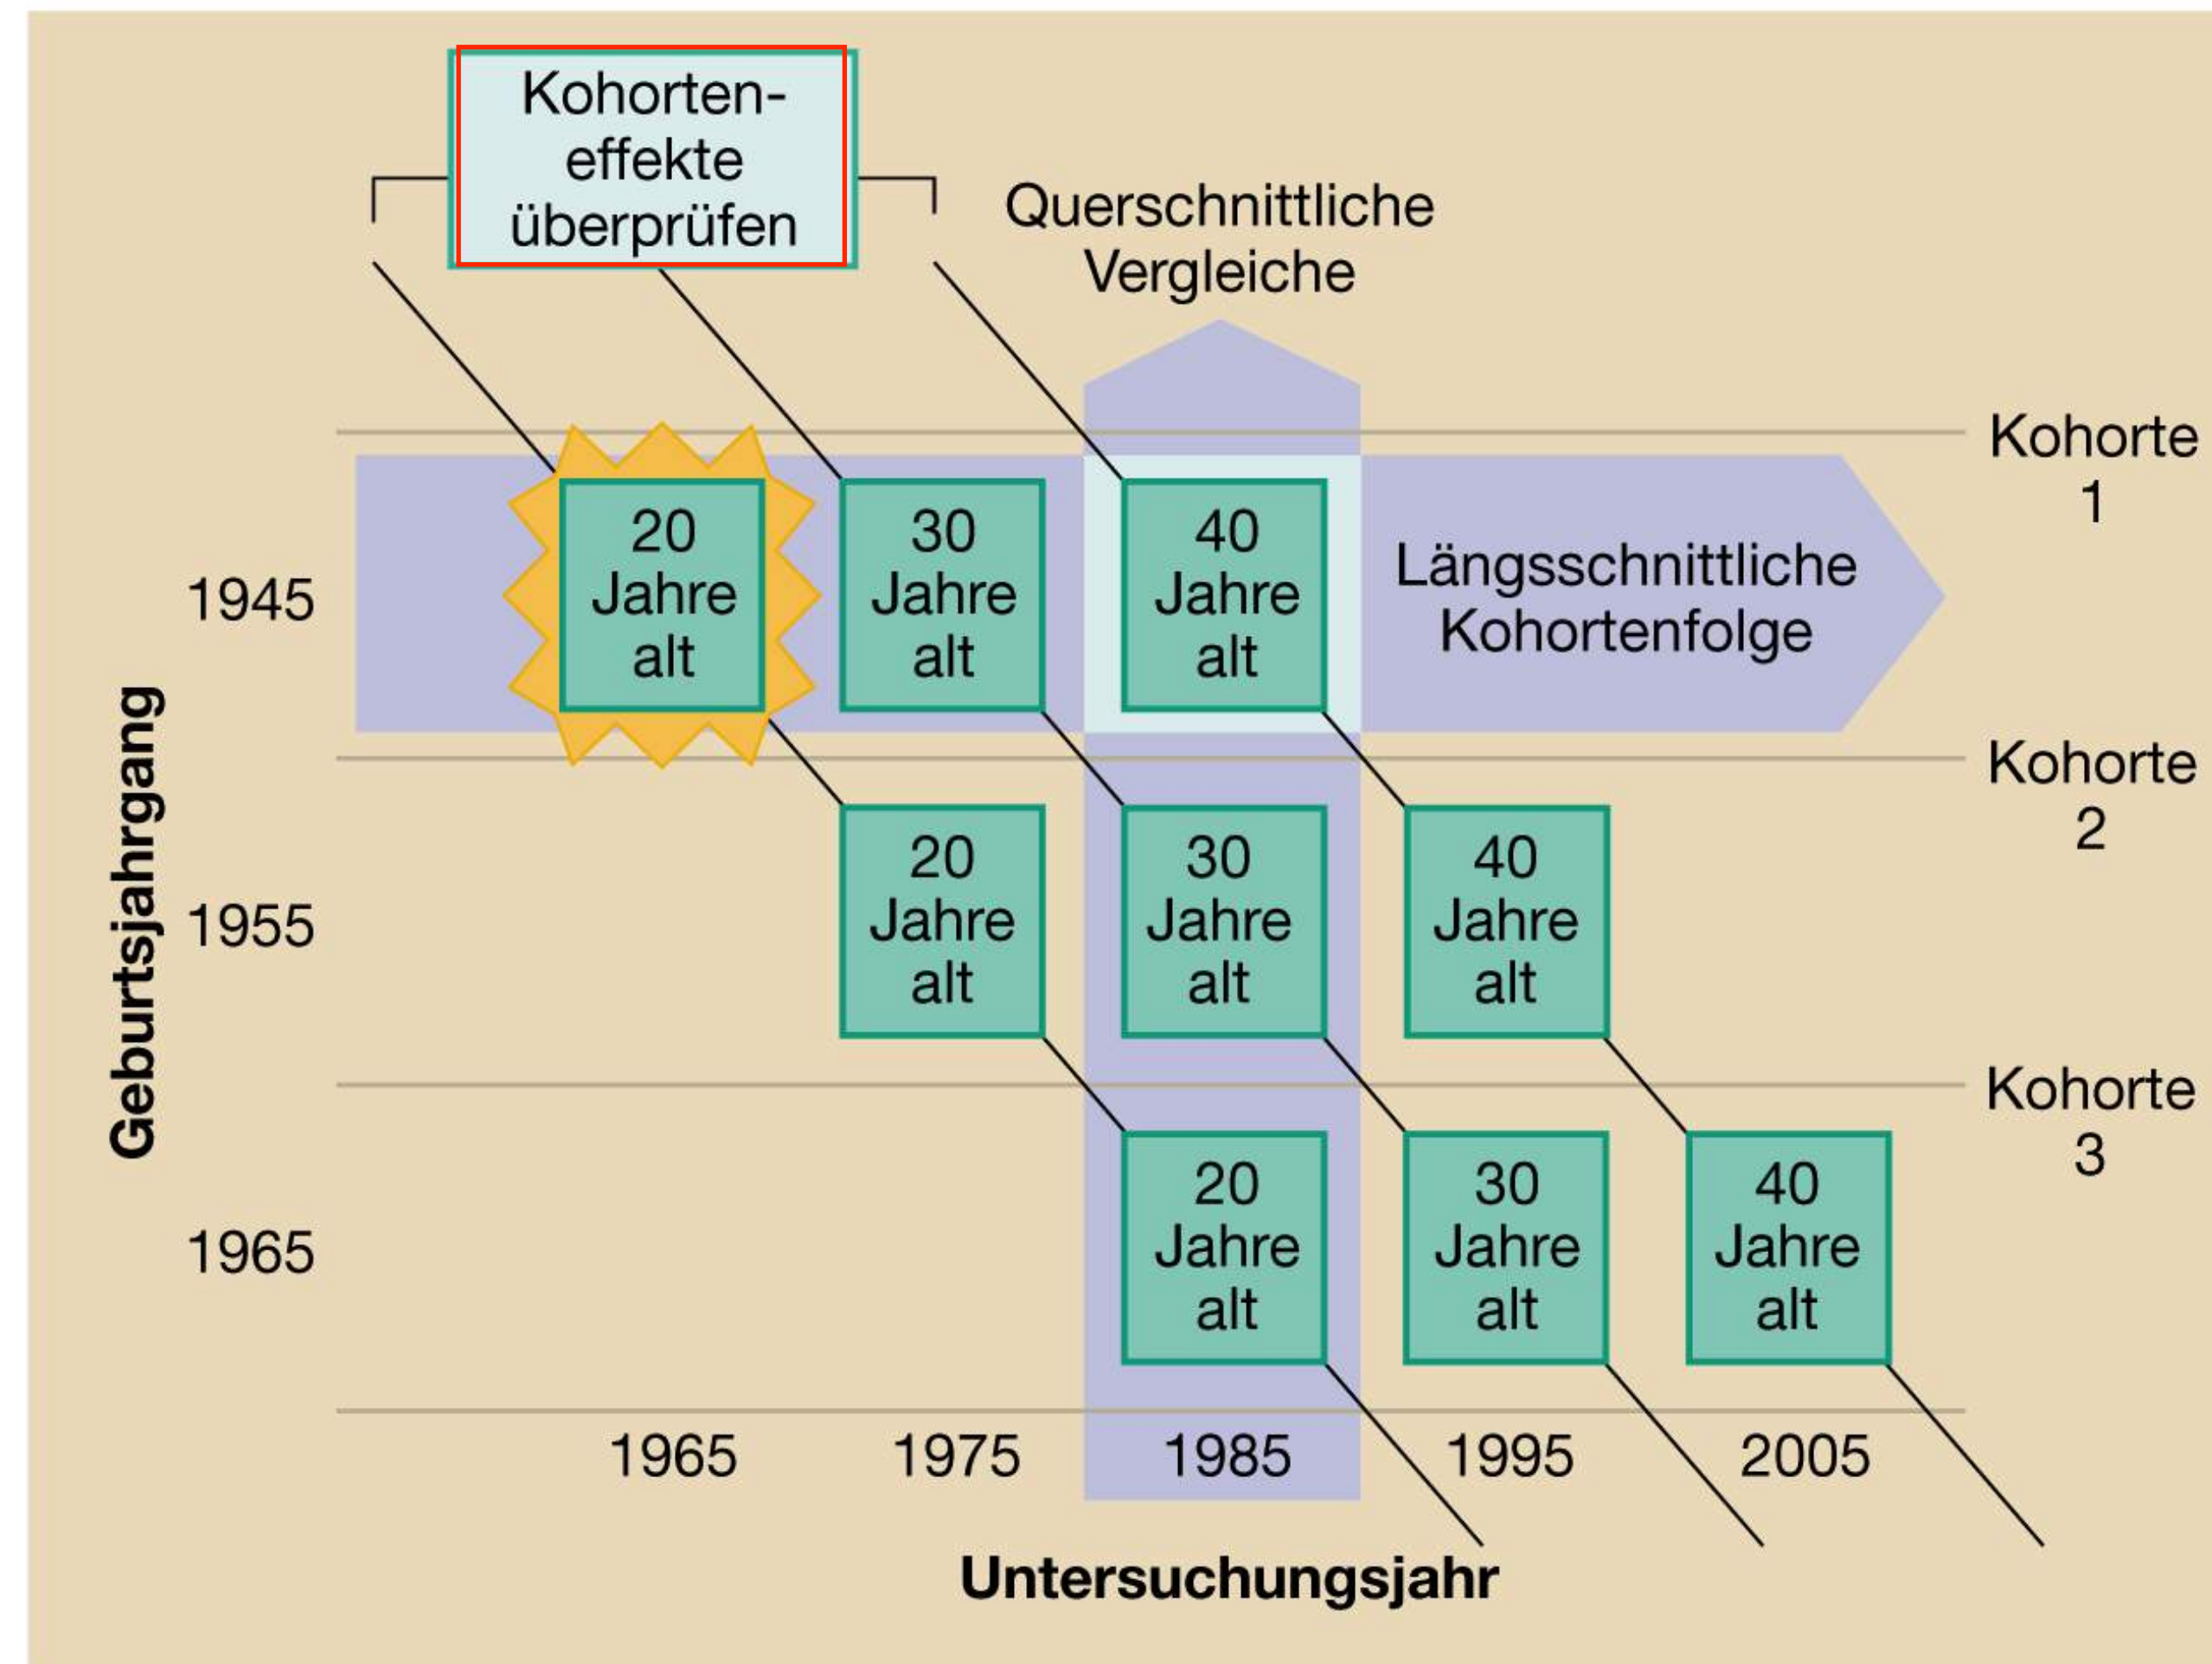 Kohorten-
effekte
überprüfen
Querschnittliche
Vergleiche
Kohorte
1
1945
20
Jahre
alt
30
Jahre
alt
40
Jahre
alt
Längsschnittliche
Kohortenfolge
Kohorte
2
Geburtsjahrgang
1955
20
Jahre
alt
30
Jahre
alt
40
Jahre
alt
Kohorte
3
1965
20
Jahre
alt
30
Jahre
alt
40
Jahre
alt
1965
1975
1985
1995
2005
Untersuchungsjahr